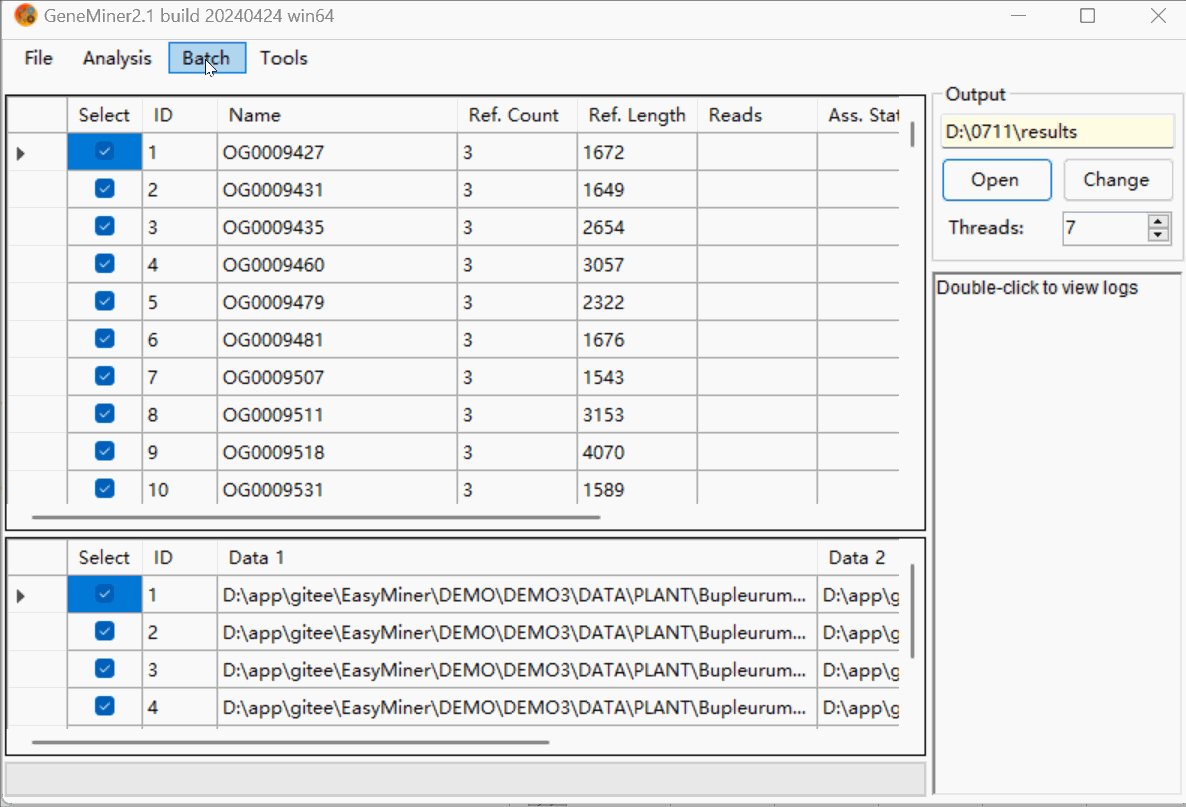 GeneMiner2.1 build 20240424 win64
File Analysis Batch Tools
Select ID Name Ref. Count Ref. Length Reads Ass. Stat
1 OG0009427 3 1672
2 OG0009431 3 1649
3 OG0009435 3 2654
4 OG0009460 3 3057
5 OG0009479 3 2322
6 OG0009481 3 1676
7 OG0009507 3 1543
8 OG0009511 3 3153
9 OG0009518 3 4070
10 OG0009531 3 1589
Select ID Data 1 Data 2
1 D:\app\gitee\EasyMiner\DEMO\DEMO3\DATA\PLANT\Bupleurum... D:\app\g
2 D:\app\gitee\EasyMiner\DEMO\DEMO3\DATA\PLANT\Bupleurum... D:\app\g
3 D:\app\gitee\EasyMiner\DEMO\DEMO3\DATA\PLANT\Bupleurum... D:\app\g
4 D:\app\gitee\EasyMiner\DEMO\DEMO3\DATA\PLANT\Bupleurum... D:\app\g
Output
D:\0711\results
Open Change
Threads: 7
Double-click to view logs